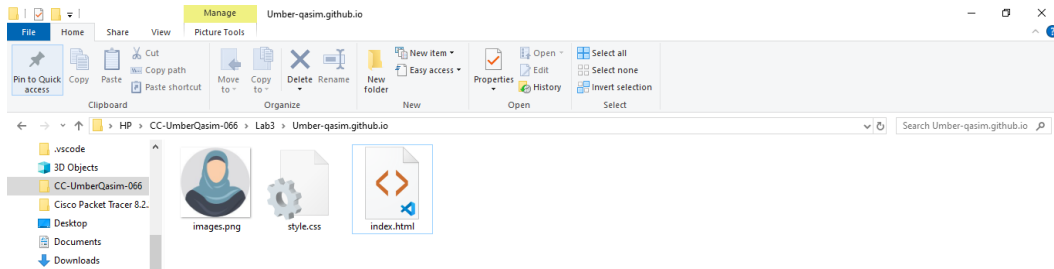 Manage Umber-qasim.github.io
File Home Share View Picture Tools
Pin to Quick access
Copy
Paste
Cut
Copy path
Paste shortcut
Clipboard
Move to
Copy to
Delete
Rename
Organize
New folder
New item
Easy access
New
Properties
Open
Edit
History
Open
Select all
Select none
Invert selection
Select
> HP > CC-UmberQasim-066 > Lab3 > Umber-qasim.github.io
Search Umber-qasim.github.io
.vscode
3D Objects
CC-UmberQasim-066
Cisco Packet Tracer 8.2.
Desktop
Documents
Downloads
images.png
style.css
index.html